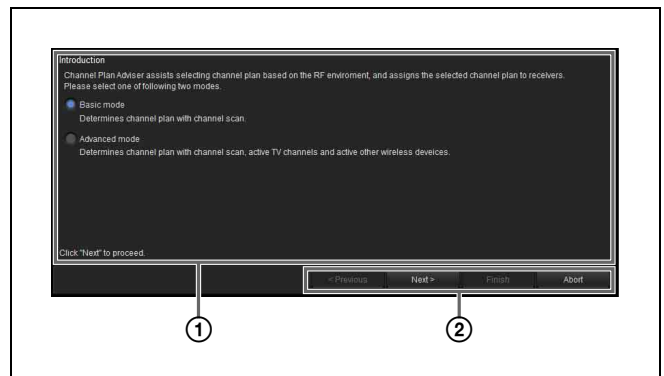 Introduction
Channel Plan Adviser assists selecting channel plan based on the RF enviroment, and assigns the selected channel plan to receivers.
Please select one of following two modes.
Basic mode
Determines channel plan with channel scan.
Advanced mode
Determines channel plan with channel scan, active TV channels and active other wireless deveices.
Click "Next" to proceed.
< Previous Next > Finish Abort
1 2